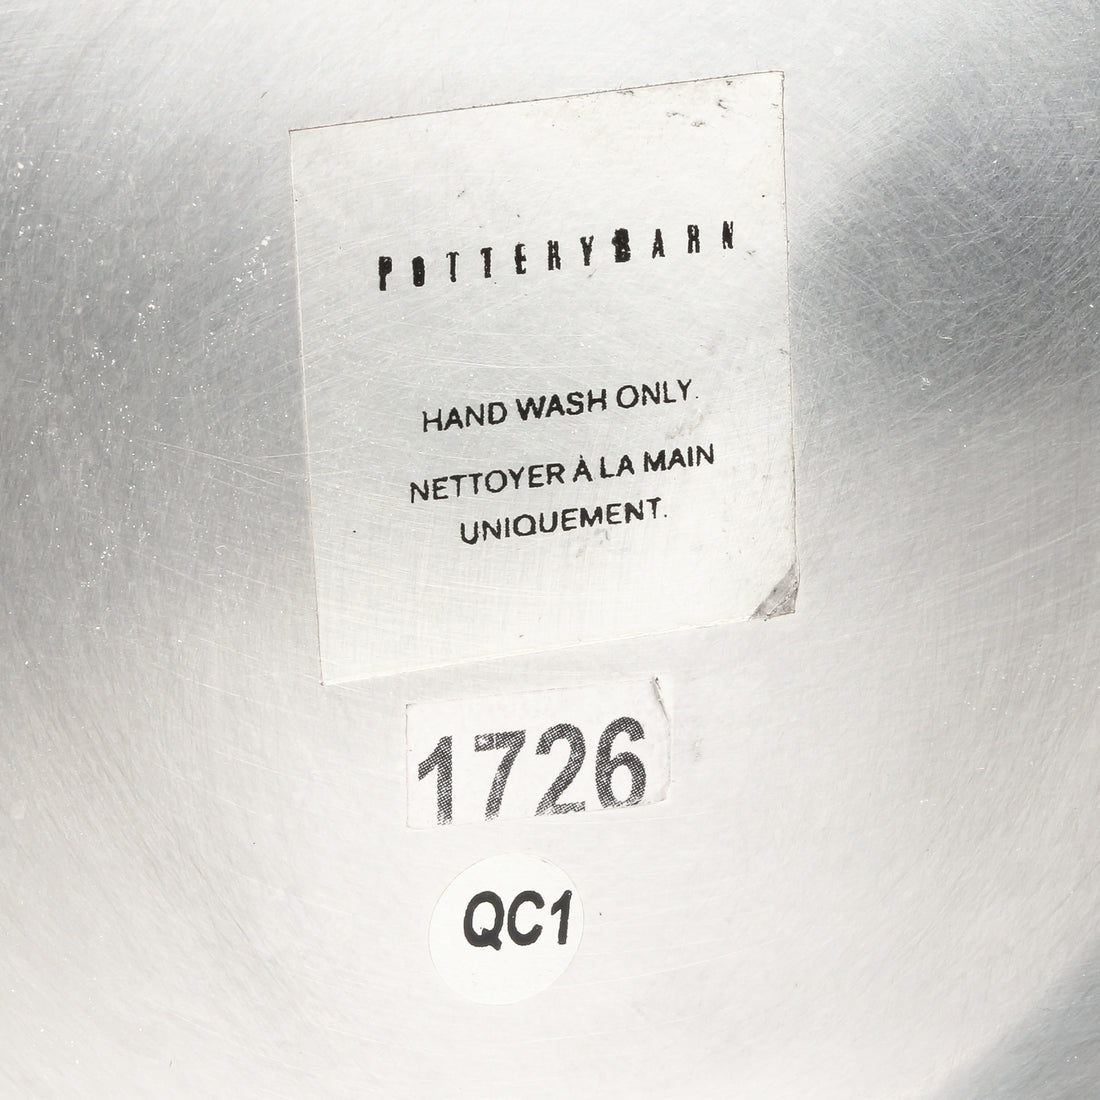 POTTERYBARN
HAND WASH ONLY.
NETTOYER À LA MAIN
UNIQUEMENT.
1726
QC1